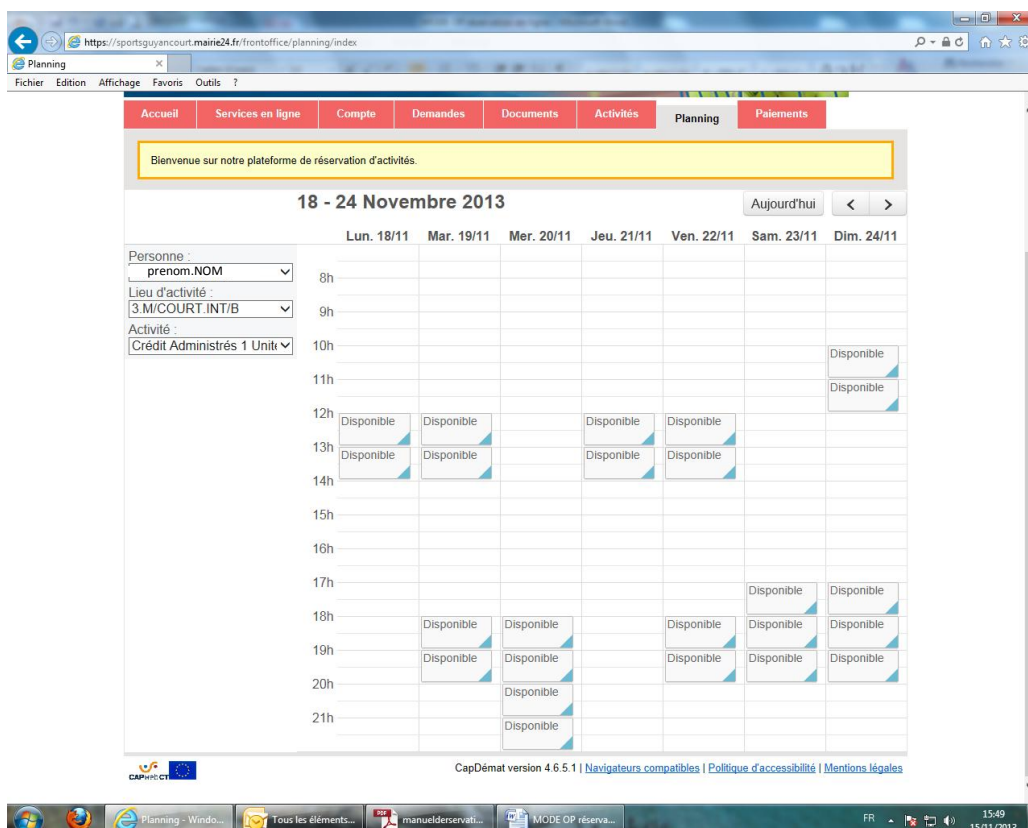 https://sportsguyancourt.mairie24.fr/frontoffice/planning/index
Planning
Fichier Edition Affichage Favoris Outils ?
Accueil Services en ligne Compte Demandes Documents Activités Planning Paiements
Bienvenue sur notre plateforme de réservation d'activités.
18 - 24 Novembre 2013 Aujourd'hui < >
Lun. 18/11 Mar. 19/11 Mer. 20/11 Jeu. 21/11 Ven. 22/11 Sam. 23/11 Dim. 24/11
Personne :
prenom.NOM
Lieu d'activité :
3.M/COURT.INT/B
Activité :
Crédit Administrés 1 Unité
8h
9h
10h
Disponible
11h
Disponible
12h
Disponible Disponible Disponible Disponible
13h
Disponible Disponible Disponible Disponible
14h
15h
16h
17h
Disponible Disponible
18h
Disponible Disponible Disponible Disponible Disponible
19h
Disponible Disponible Disponible Disponible Disponible
20h
Disponible
21h
Disponible
CAPWebCT
CapDémat version 4.6.5.1 | Navigateurs compatibles | Politique d'accessibilité | Mentions légales
Planning - Windo... Tous les éléments... manuelderservati... MODE OP réserva... FR 15:49
15/11/2013